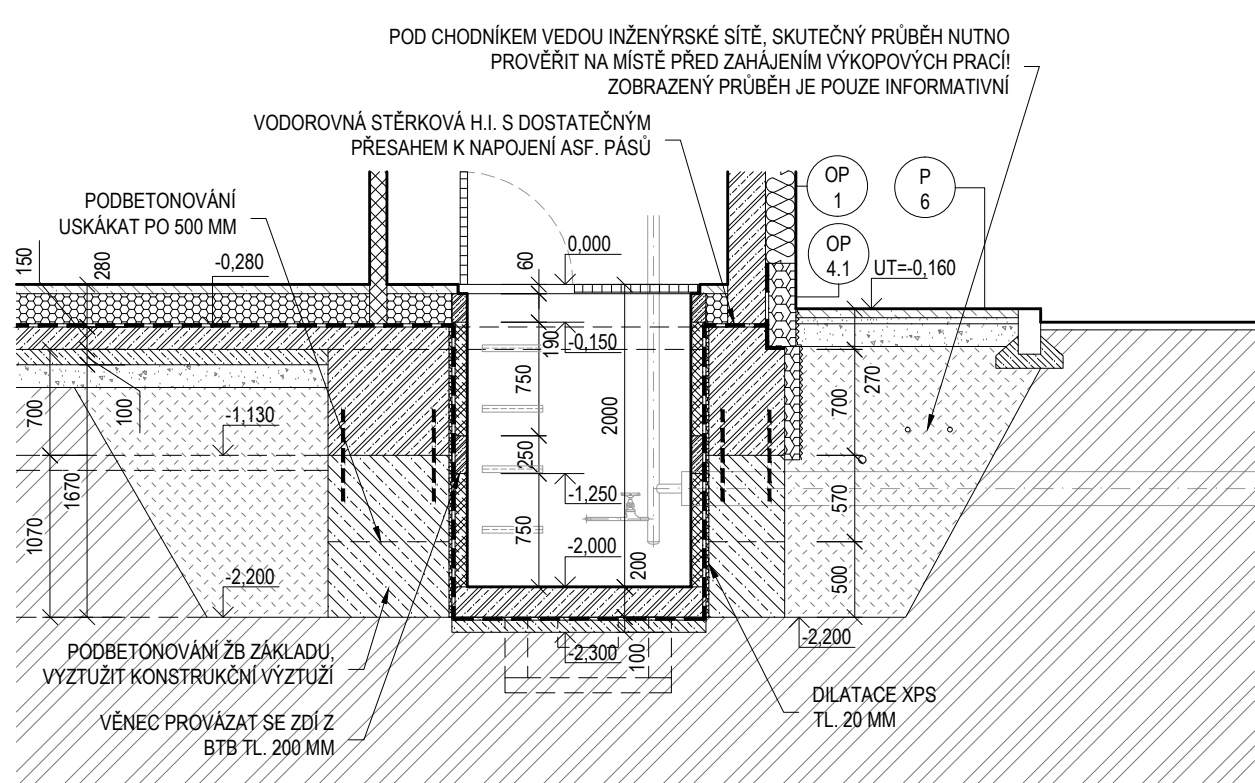 POD CHODNÍKEM VEDOU INŽENÝRSKÉ SÍTĚ, SKUTEČNÝ PRŮBĚH NUTNO
PROVĚŘIT NA MÍSTĚ PŘED ZAHÁJENÍM VÝKOPOVÝCH PRACÍ!
ZOBRAZENÝ PRŮBĚH JE POUZE INFORMATIVNÍ
VODOROVNÁ STĚRKOVÁ H.I. S DOSTATEČNÝM
PŘESAHEM K NAPOJENÍ ASF. PÁSŮ
PODBETONOVÁNÍ
USKÁKAT PO 500 MM
OP
1
P
6
OP
4.1
UT=-0,160
150
280
-0,280
60
0,000
190
-0,150
750
2000
270
700
100
-1,130
700
250
-1,250
1670
1070
570
750
-2,000
200
500
-2,200
-2,200
-2,300
100
PODBETONOVÁNÍ ŽB ZÁKLADU,
VYZTUŽIT KONSTRUKČNÍ VÝZTUŽÍ
VĚNEC PROVÁZAT SE ZDÍ Z
BTB TL. 200 MM
DILATACE XPS
TL. 20 MM